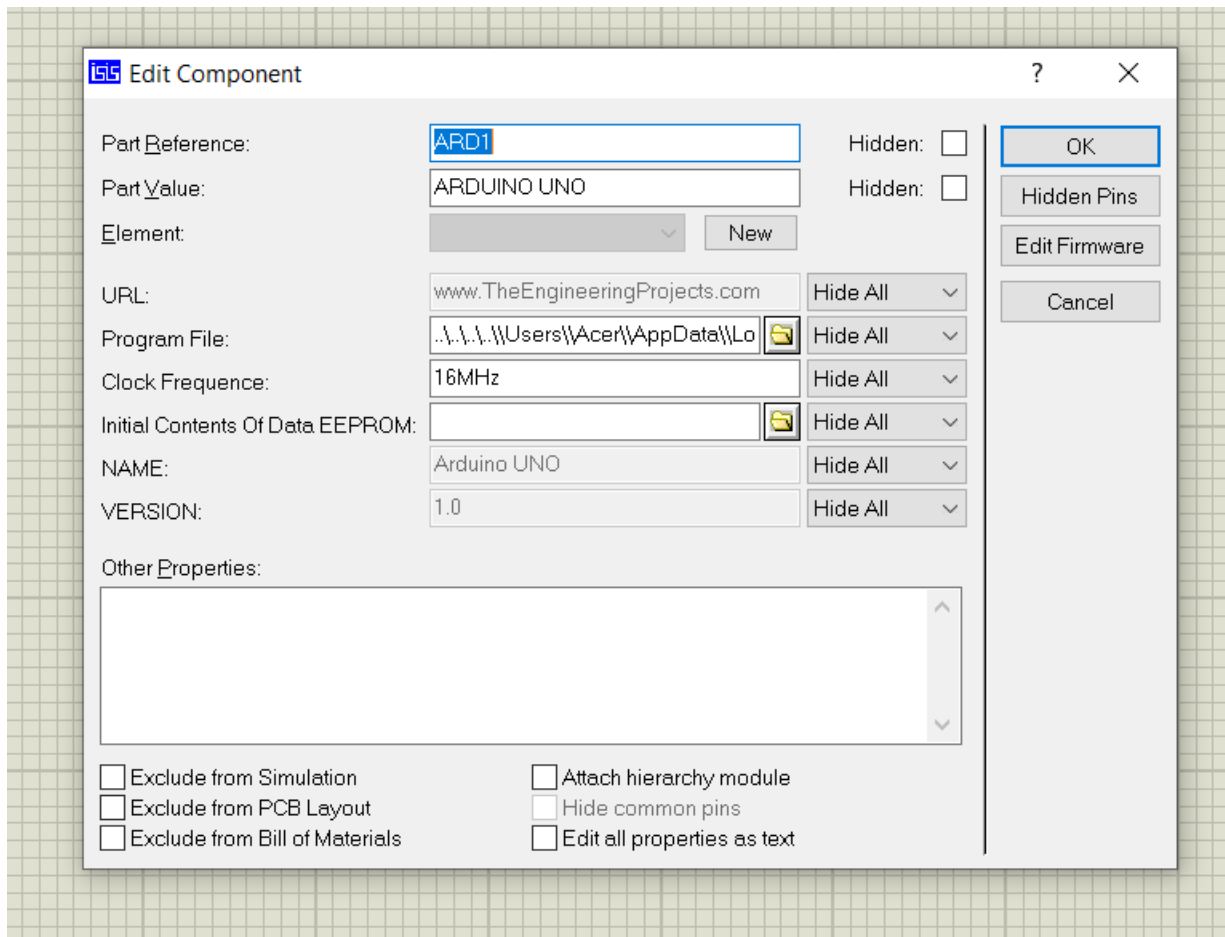 isis Edit Component ?
Part Reference: ARD1 Hidden: OK
Part Value: ARDUINO UNO Hidden: Hidden Pins
Element: New Edit Firmware
URL: www.TheEngineeringProjects.com Hide All Cancel
Program File: ..\..\..\..\\Users\\Acer\\AppData\\Lo Hide All
Clock Frequence: 16MHz Hide All
Initial Contents Of Data EEPROM: Hide All
NAME: Arduino UNO Hide All
VERSION: 1.0 Hide All
Other Properties:
Exclude from Simulation Attach hierarchy module
Exclude from PCB Layout Hide common pins
Exclude from Bill of Materials Edit all properties as text